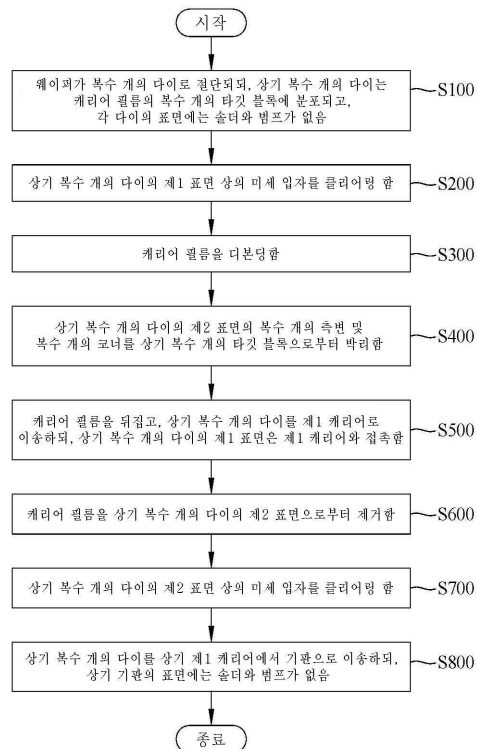 시작
웨이퍼가 복수 개의 다이로 절단되되, 상기 복수 개의 다이는
캐리어 필름의 복수 개의 타깃 블록에 분포되고,
각 다이의 표면에는 솔더와 범프가 없음
S100
상기 복수 개의 다이의 제1 표면 상의 미세 입자를 클리어링 함
S200
캐리어 필름을 디본딩함
S300
상기 복수 개의 다이의 제2 표면의 복수 개의 측변 및
복수 개의 코너를 상기 복수 개의 타깃 블록으로부터 박리함
S400
캐리어 필름을 뒤집고, 상기 복수 개의 다이를 제1 캐리어로
이송하되, 상기 복수 개의 다이의 제1 표면은 제1 캐리어와 접촉함
S500
캐리어 필름을 상기 복수 개의 다이의 제2 표면으로부터 제거함
S600
상기 복수 개의 다이의 제2 표면 상의 미세 입자를 클리어링 함
S700
상기 복수 개의 다이를 상기 제1 캐리어에서 기판으로 이송하되,
상기 기판의 표면에는 솔더와 범프가 없음
S800
종료